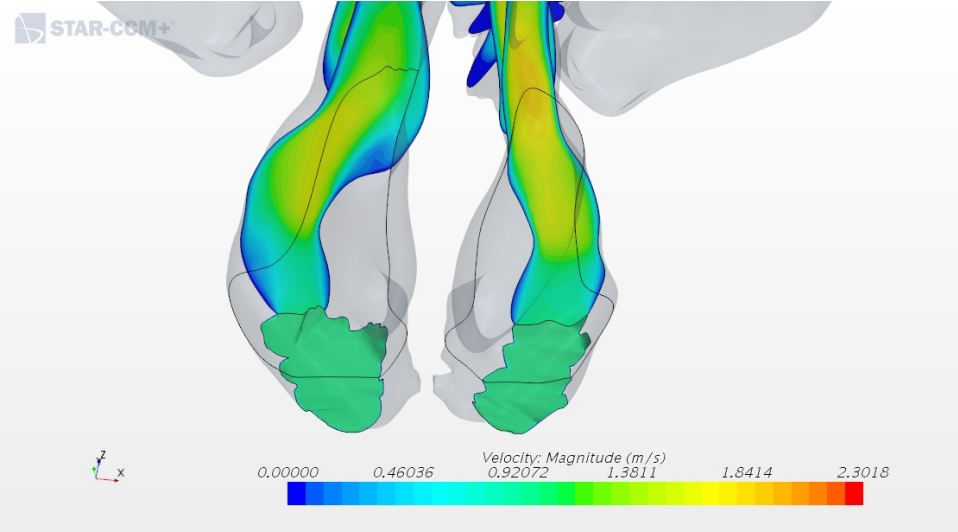 STAR-CCM+
Z
X
Velocity: Magnitude (m/s)
0.00000 0.46036 0.92072 1.3811 1.8414 2.3018